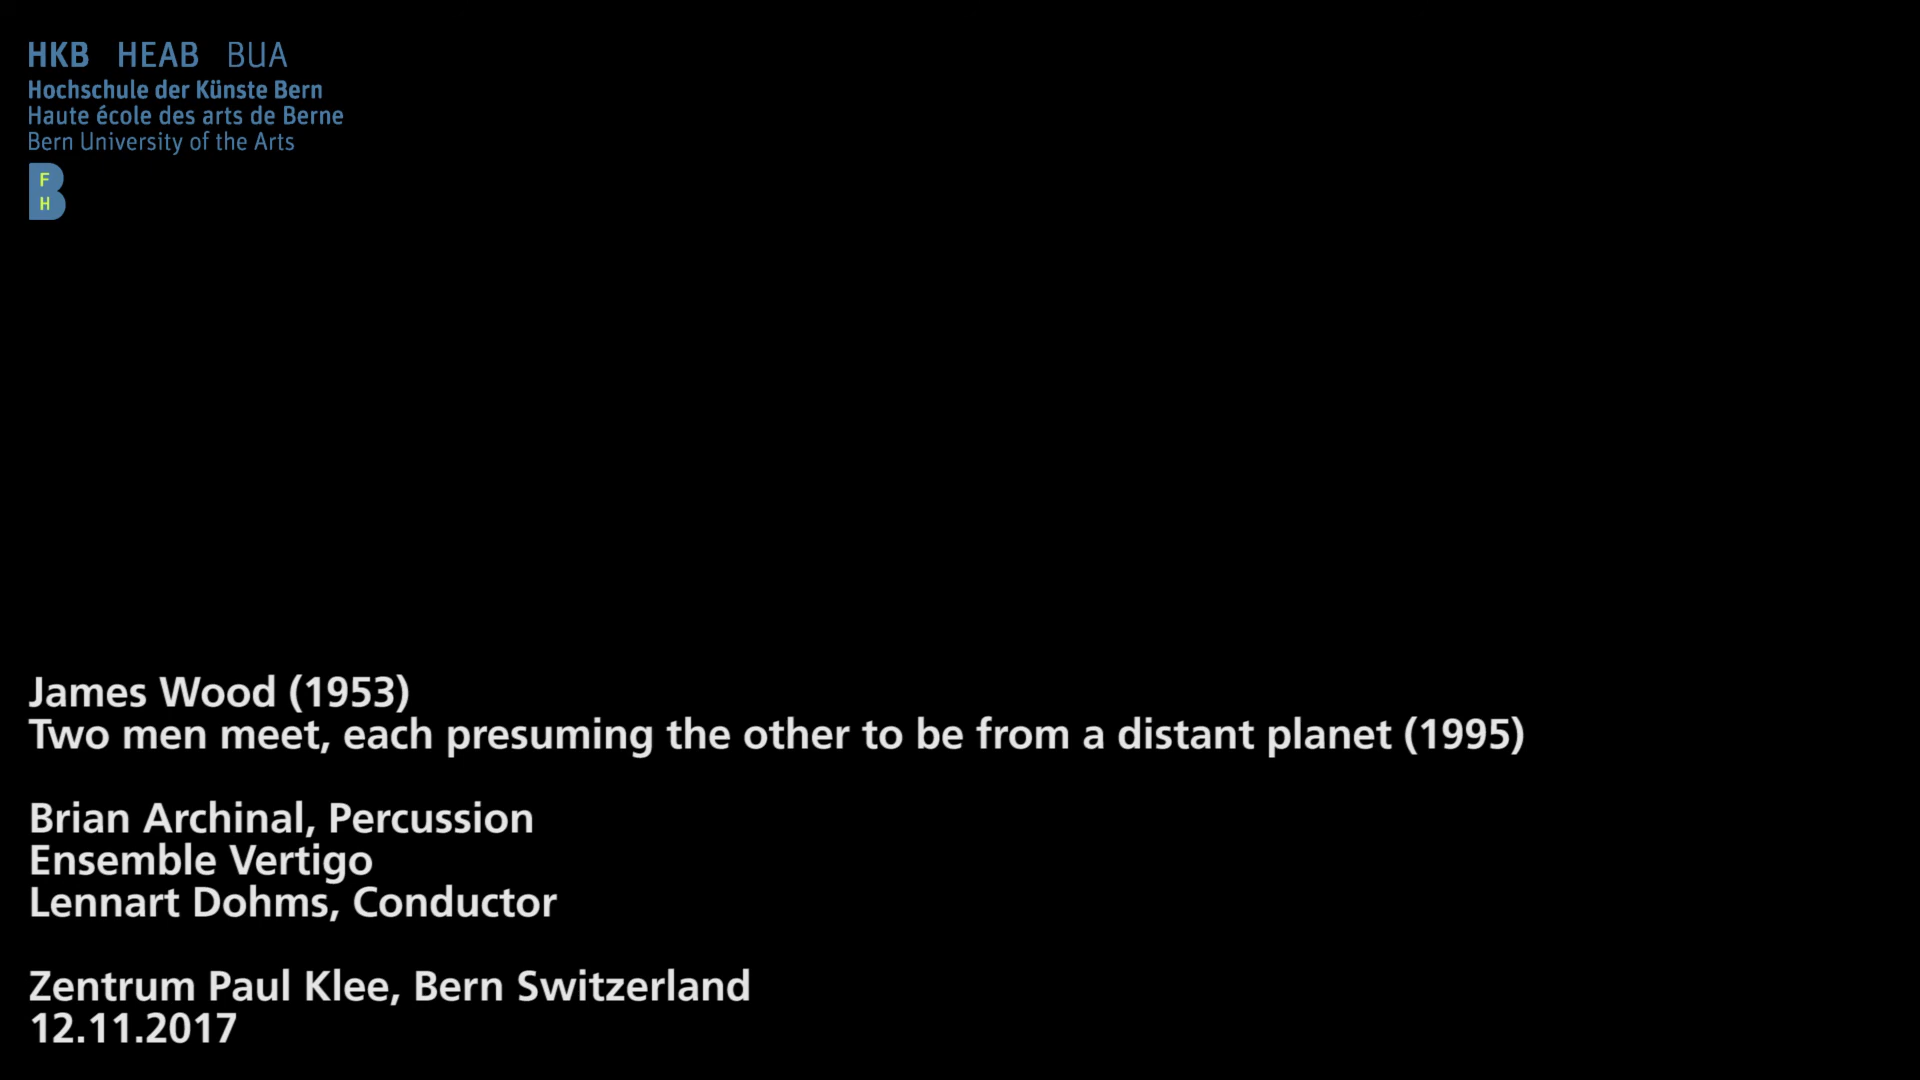 HKB HEAB BUA
Hochschule der Künste Bern
Haute école des arts de Berne
Bern University of the Arts
F
H
James Wood (1953)
Two men meet, each presuming the other to be from a distant planet (1995)
Brian Archinal, Percussion
Ensemble Vertigo
Lennart Dohms, Conductor
Zentrum Paul Klee, Bern Switzerland
12.11.2017